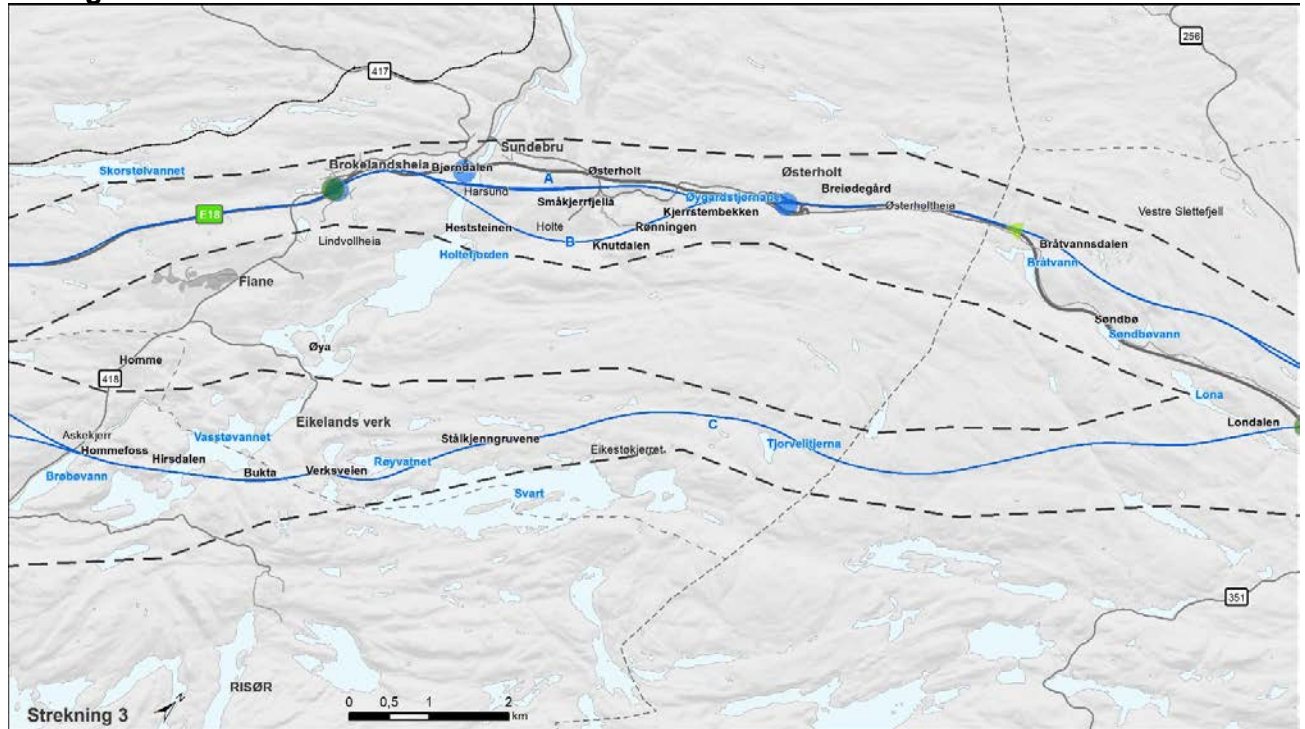 256
417
Sundebru
Brokelandsheia
Bjørndalen
Skorstølvannet
Østerholt
Østerholt
A
Harsund
Øygardstjørnane
Breiødegård
Småkjerrfjella
Kjerrstembekken
Østerholtheia
Vestre Slettefjell
E18
Heststeinen
Holte
Rønningen
Lindvollheia
B
Knutdalen
Bråtvannsdalen
Holtefjorden
Bråtvann
Fiane
Søndbø
Søndbøvann
Øya
Homme
418
Lona
Eikelands verk
Londalen
Askekjerr
Vasstøvannet
Stålkjenngruvene
C
Hommefoss
Eikestøkjerret
Tjorvelitjerna
Hirsdalen
Røyvatnet
Brøbøvann
Bukta
Verksveien
Svart
351
RISØR
0 0,5 1 2
km
Strekning 3